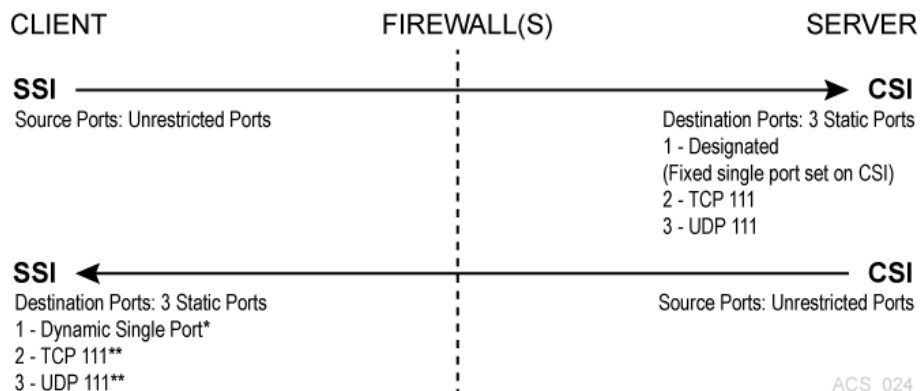 CLIENT FIREWALL(S) SERVER
SSI CSI
Source Ports: Unrestricted Ports
Destination Ports: 3 Static Ports
1 - Designated
(Fixed single port set on CSI)
2 - TCP 111
3 - UDP 111
SSI CSI
Destination Ports: 3 Static Ports
1 - Dynamic Single Port*
2 - TCP 111**
3 - UDP 111**
Source Ports: Unrestricted Ports
ACS_024